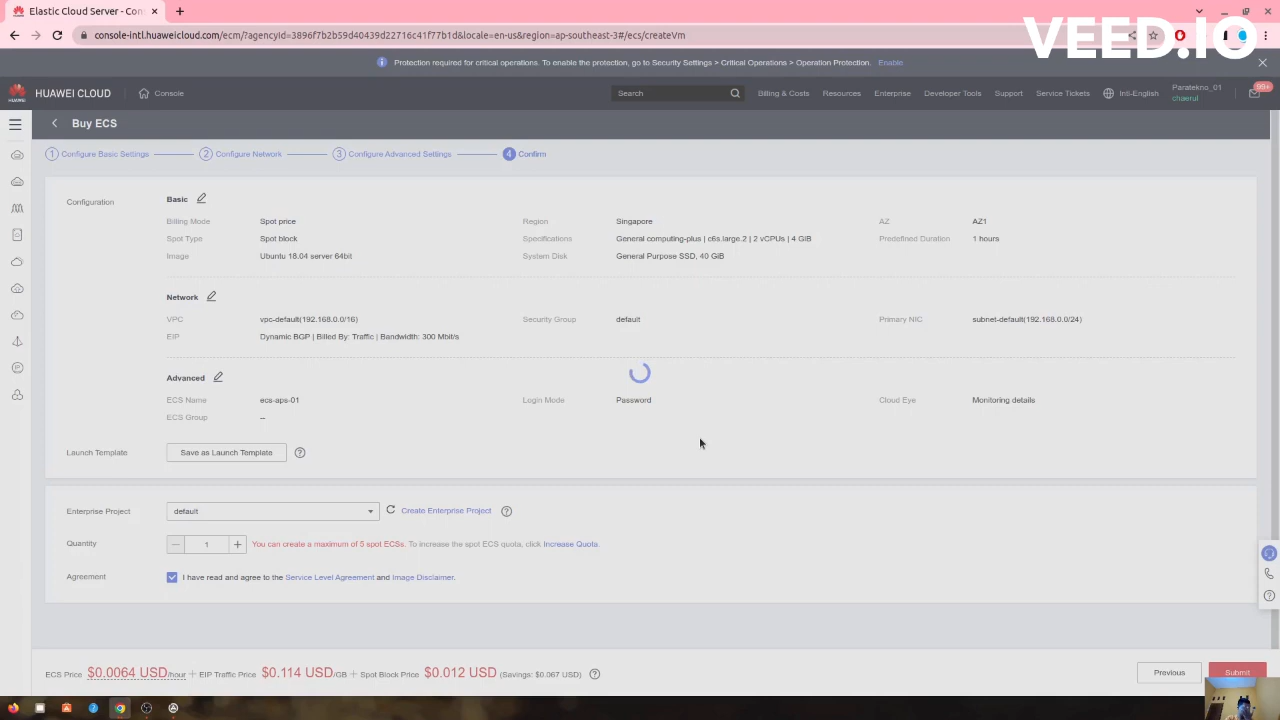 Elastic Cloud Server - Con
console-intl.huaweicloud.com/ecm/
VEED.IO
Protection required for critical operations. To enable the protection, go to Security Settings > Critical Operations > Operation Protection. Enable
HUAWEI
HUAWEI CLOUD
Console
Search
Billing & Costs
Resources
Enterprise
Developer Tools
Support
Service Tickets
Intl-English
Paratekno_01
chaerul
99+
Buy ECS
1 Configure Basic Settings
2 Configure Network
3 Configure Advanced Settings
4 Confirm
Configuration
Basic
Billing Mode Spot price Region Singapore AZ AZ1
Spot Type Spot block Specifications General computing-plus | c6s.large.2 | 2 vCPUs | 4 GiB Predefined Duration 1 hours
Image Ubuntu 18.04 server 64bit System Disk General Purpose SSD, 40 GiB
Network
VPC vpc-default(192.168.0.0/16) Security Group default Primary NIC subnet-default(192.168.0.0/24)
EIP Dynamic BGP | Billed By: Traffic | Bandwidth: 300 Mbit/s
Advanced
ECS Name ecs-aps-01 Login Mode Password Cloud Eye Monitoring details
ECS Group --
Launch Template Save as Launch Template
Enterprise Project default Create Enterprise Project
Quantity 1 You can create a maximum of 5 spot ECSs. To increase the spot ECS quota, click Increase Quota.
Agreement I have read and agree to the Service Level Agreement and Image Disclaimer.
ECS Price $0.0064 USD/hour + EIP Traffic Price $0.114 USD/GB + Spot Block Price $0.012 USD (Savings: $0.067 USD)
Previous
Submit